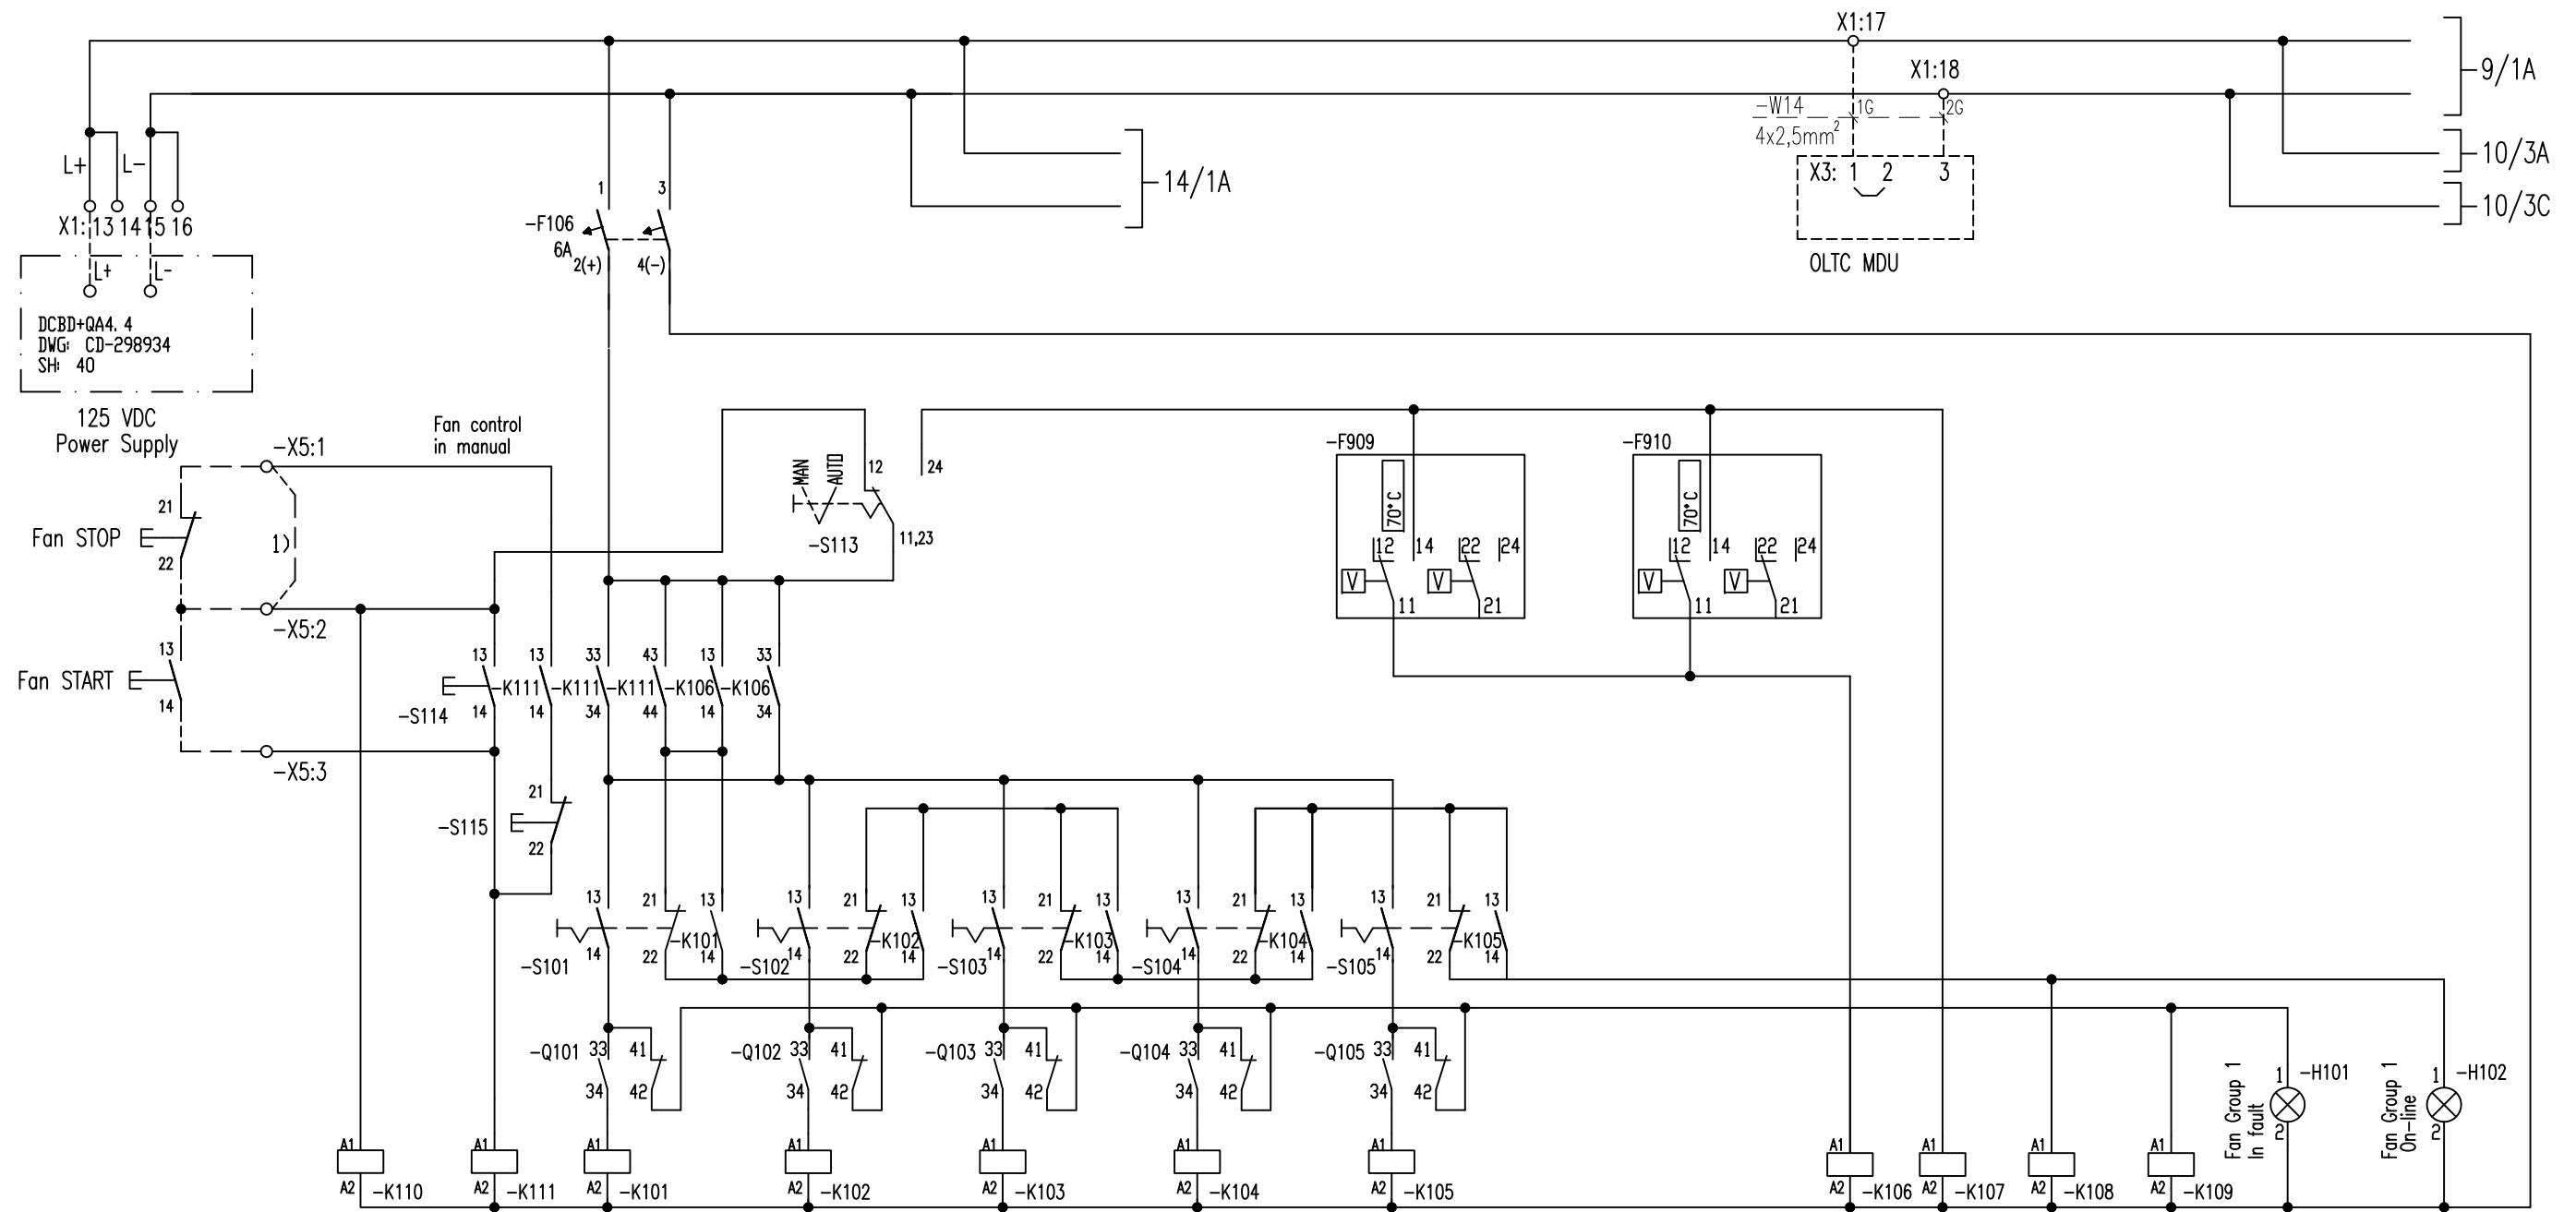 X1:17
X1:18
9/1A
10/3A
10/3C
14/1A
-W14
1G
2G
4x2,5mm²
X3: 1 2 3
OLTC MDU
L+ L-
X1: 13 14 15 16
L+ L-
DCBD+QA4. 4
DWG: CD-298934
SH: 40
125 VDC
Power Supply
1 3
-F106
6A
2(+) 4(-)
Fan control
in manual
-X5:1
21
Fan STOP
22
1)
-X5:2
13
Fan START
14
-X5:3
MAN
AUTO
12
24
-S113
11,23
-F909
70°C
12 14 22 24
V V
11 21
-F910
70°C
12 14 22 24
V V
11 21
13 13 33 43 13 33
-K111 -K111 -K111 -K106 -K106
-S114
14 14 34 44 14 34
21
-S115
22
13 21 13 13 21 13 13 21 13 13 21 13 13 21 13
-K101 -K102 -K103 -K104 -K105
14 22 14 14 22 14 14 22 14 14 22 14 14 22 14
-S101 -S102 -S103 -S104 -S105
-Q101 33 41 -Q102 33 41 -Q103 33 41 -Q104 33 41 -Q105 33 41
34 42 34 42 34 42 34 42 34 42
Fan Group 1
In fault
1
-H101
2
Fan Group 1
On-line
1
-H102
2
A1 A1 A1 A1 A1 A1 A1 A1 A1 A1 A1
A2 -K110 A2 -K111 A2 -K101 A2 -K102 A2 -K103 A2 -K104 A2 -K105 A2 -K106 A2 -K107 A2 -K108 A2 -K109